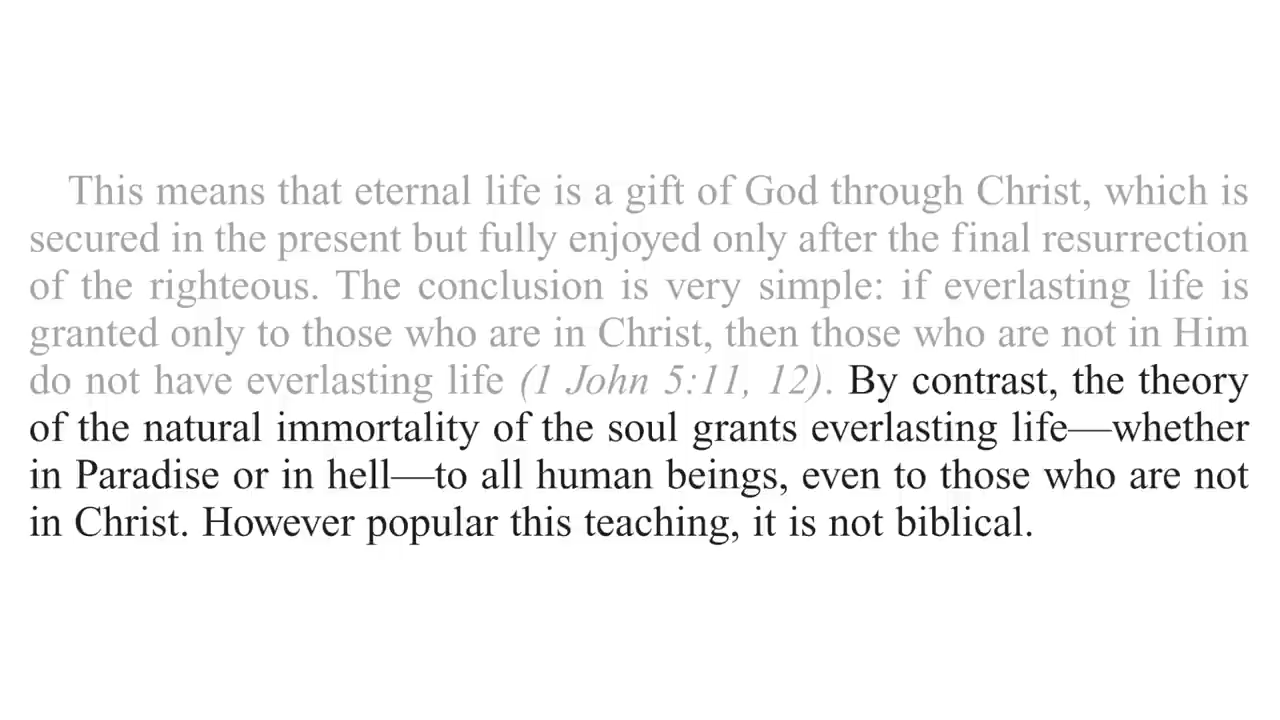 This means that eternal life is a gift of God through Christ, which is
secured in the present but fully enjoyed only after the final resurrection
of the righteous. The conclusion is very simple: if everlasting life is
granted only to those who are in Christ, then those who are not in Him
do not have everlasting life (1 John 5:11, 12). By contrast, the theory
of the natural immortality of the soul grants everlasting life—whether
in Paradise or in hell—to all human beings, even to those who are not
in Christ. However popular this teaching, it is not biblical.